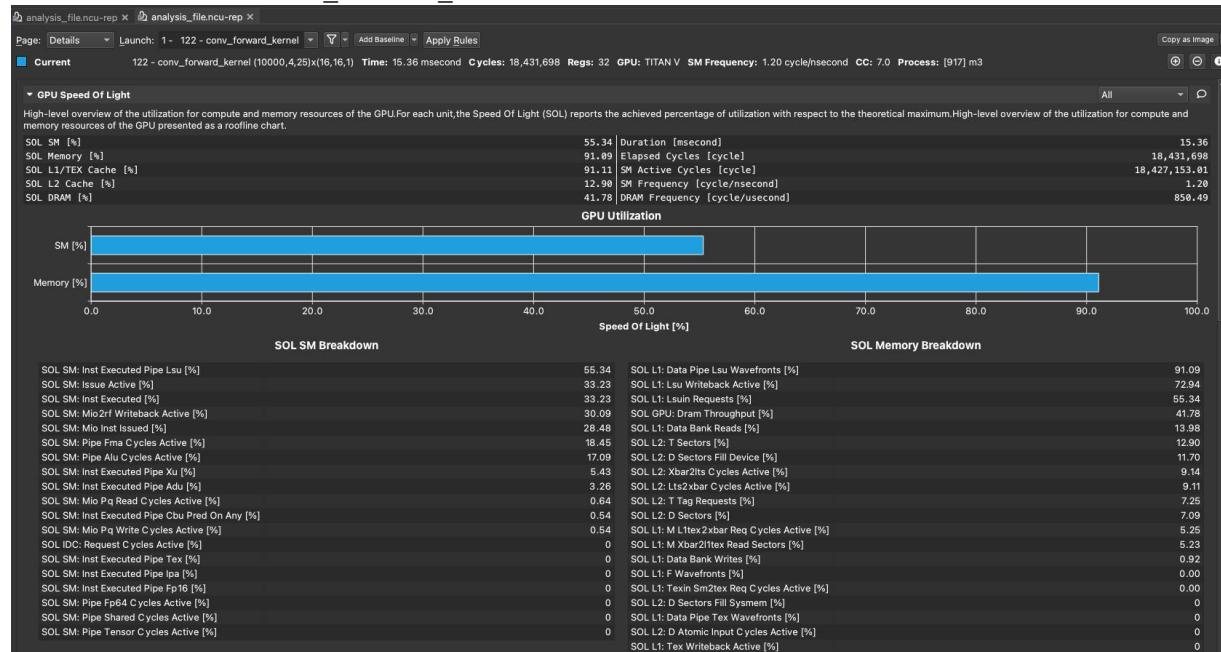 analysis_file.ncu-rep × analysis_file.ncu-rep ×
Page: Details Launch: 1 - 122 - conv_forward_kernel Add Baseline Apply Rules Copy as Image
Current 122 - conv_forward_kernel (10000,4,25)x(16,16,1) Time: 15.36 msecond Cycles: 18,431,698 Regs: 32 GPU: TITAN V SM Frequency: 1.20 cycle/nsecond CC: 7.0 Process: [917] m3
GPU Speed Of Light All
High-level overview of the utilization for compute and memory resources of the GPU.For each unit,the Speed Of Light (SOL) reports the achieved percentage of utilization with respect to the theoretical maximum.High-level overview of the utilization for compute and
memory resources of the GPU presented as a roofline chart.
SOL SM [%] 55.34 Duration [msecond] 15.36
SOL Memory [%] 91.09 Elapsed Cycles [cycle] 18,431,698
SOL L1/TEX Cache [%] 91.11 SM Active Cycles [cycle] 18,427,153.01
SOL L2 Cache [%] 12.90 SM Frequency [cycle/nsecond] 1.20
SOL DRAM [%] 41.78 DRAM Frequency [cycle/usecond] 850.49
GPU Utilization
SM [%]
Memory [%]
0.0 10.0 20.0 30.0 40.0 50.0 60.0 70.0 80.0 90.0 100.0
Speed Of Light [%]
SOL SM Breakdown SOL Memory Breakdown
SOL SM: Inst Executed Pipe Lsu [%] 55.34 SOL L1: Data Pipe Lsu Wavefronts [%] 91.09
SOL SM: Issue Active [%] 33.23 SOL L1: Lsu Writeback Active [%] 72.94
SOL SM: Inst Executed [%] 33.23 SOL L1: Lsuin Requests [%] 55.34
SOL SM: Mio2rf Writeback Active [%] 30.09 SOL GPU: Dram Throughput [%] 41.78
SOL SM: Mio Inst Issued [%] 28.48 SOL L1: Data Bank Reads [%] 13.98
SOL SM: Pipe Fma Cycles Active [%] 18.45 SOL L2: T Sectors [%] 12.90
SOL SM: Pipe Alu Cycles Active [%] 17.09 SOL L2: D Sectors Fill Device [%] 11.70
SOL SM: Inst Executed Pipe Xu [%] 5.43 SOL L2: Xbar2lts Cycles Active [%] 9.14
SOL SM: Inst Executed Pipe Adu [%] 3.26 SOL L2: Lts2xbar Cycles Active [%] 9.11
SOL SM: Mio Pq Read Cycles Active [%] 0.64 SOL L2: T Tag Requests [%] 7.25
SOL SM: Inst Executed Pipe Cbu Pred On Any [%] 0.54 SOL L2: D Sectors [%] 7.09
SOL SM: Mio Pq Write Cycles Active [%] 0.54 SOL L1: M L1tex2xbar Req Cycles Active [%] 5.25
SOL IDC: Request Cycles Active [%] 0 SOL L1: M Xbar2l1tex Read Sectors [%] 5.23
SOL SM: Inst Executed Pipe Tex [%] 0 SOL L1: Data Bank Writes [%] 0.92
SOL SM: Inst Executed Pipe Ipa [%] 0 SOL L1: F Wavefronts [%] 0.00
SOL SM: Inst Executed Pipe Fp16 [%] 0 SOL L1: Texin Sm2tex Req Cycles Active [%] 0.00
SOL SM: Pipe Fp64 Cycles Active [%] 0 SOL L2: D Sectors Fill Sysmem [%] 0
SOL SM: Pipe Shared Cycles Active [%] 0 SOL L1: Data Pipe Tex Wavefronts [%] 0
SOL SM: Pipe Tensor Cycles Active [%] 0 SOL L2: D Atomic Input Cycles Active [%] 0
SOL L1: Tex Writeback Active [%] 0